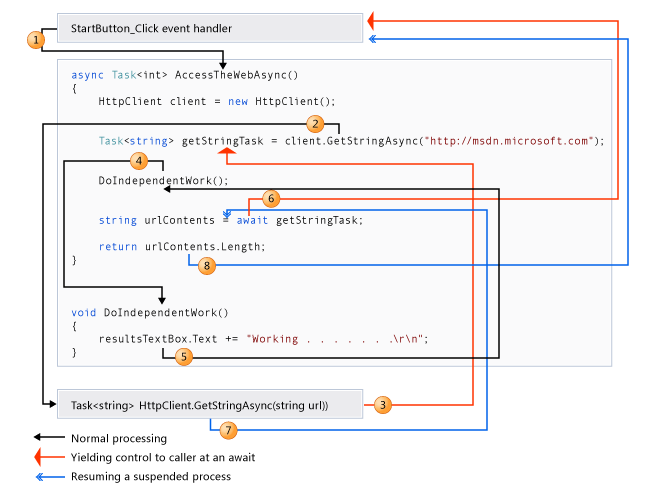 StartButton_Click event handler
1
async Task<int> AccessTheWebAsync()
{
HttpClient client = new HttpClient();
2
Task<string> getStringTask = client.GetStringAsync("http://msdn.microsoft.com");
4
DoIndependentWork();
6
string urlContents = await getStringTask;
return urlContents.Length;
8
}
void DoIndependentWork()
{
resultsTextBox.Text += "Working . . . . . . .\r\n";
5
}
Task<string> HttpClient.GetStringAsync(string url))
3
7
Normal processing
Yielding control to caller at an await
Resuming a suspended process